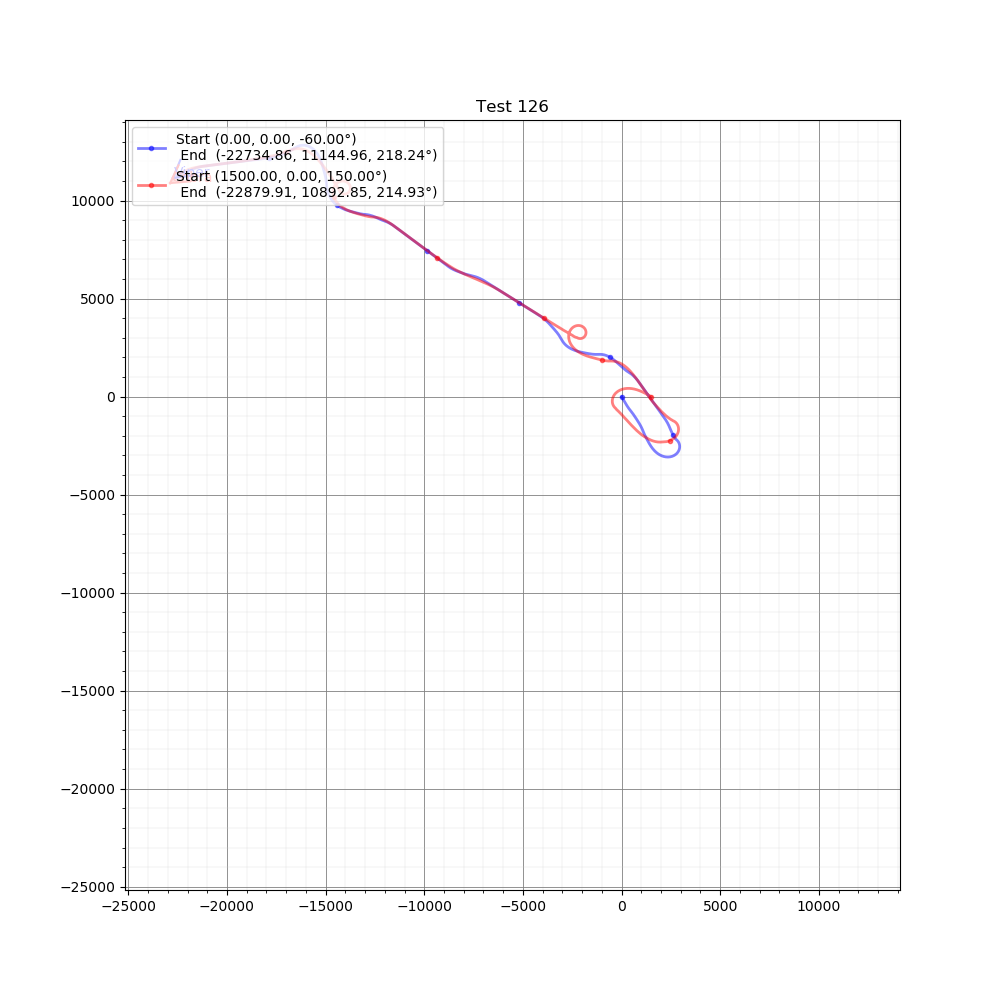 Test 126
Start (0.00, 0.00, -60.00°)
End (-22734.86, 11144.96, 218.24°)
Start (1500.00, 0.00, 150.00°)
End (-22879.91, 10892.85, 214.93°)
10000
5000
0
−5000
−10000
−15000
−20000
−25000
−25000 −20000 −15000 −10000 −5000 0 5000 10000